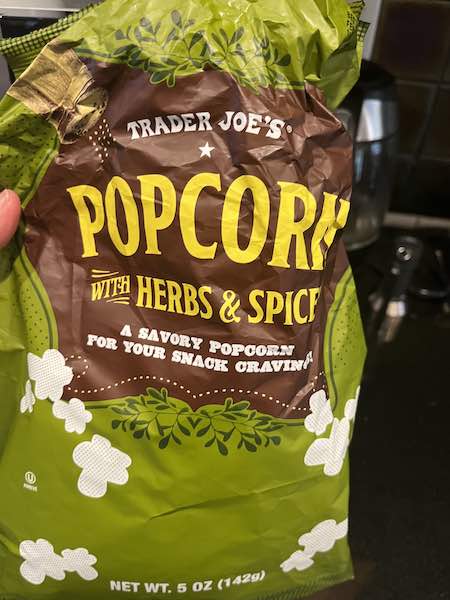 TRADER JOE'S®
POPCORN
WITH HERBS & SPICE
A SAVORY POPCORN
FOR YOUR SNACK CRAVING
NET WT. 5 OZ (142g)